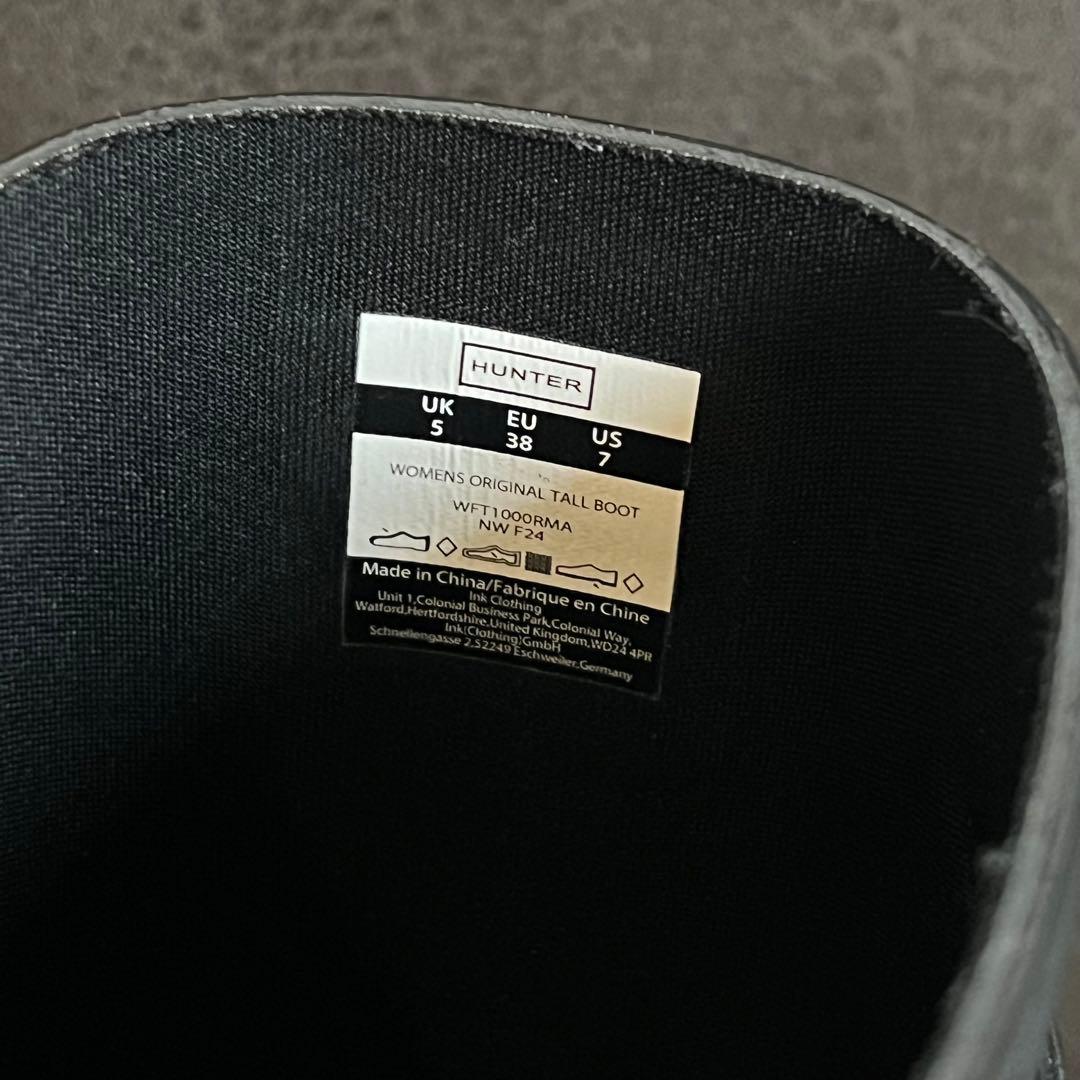 HUNTER
UK EU US
5 38 7
WOMENS ORIGINAL TALL BOOT
WFT1000RMA
NW F24
Made in China/Fabrique en Chine
Ink Clothing
Unit 1,Colonial Business Park,Colonial Way,
Watford,Hertfordshire,United Kingdom,WD24 4PR
Ink(Clothing)GmbH
Schnellengasse 2,52249 Eschweiler,Germany